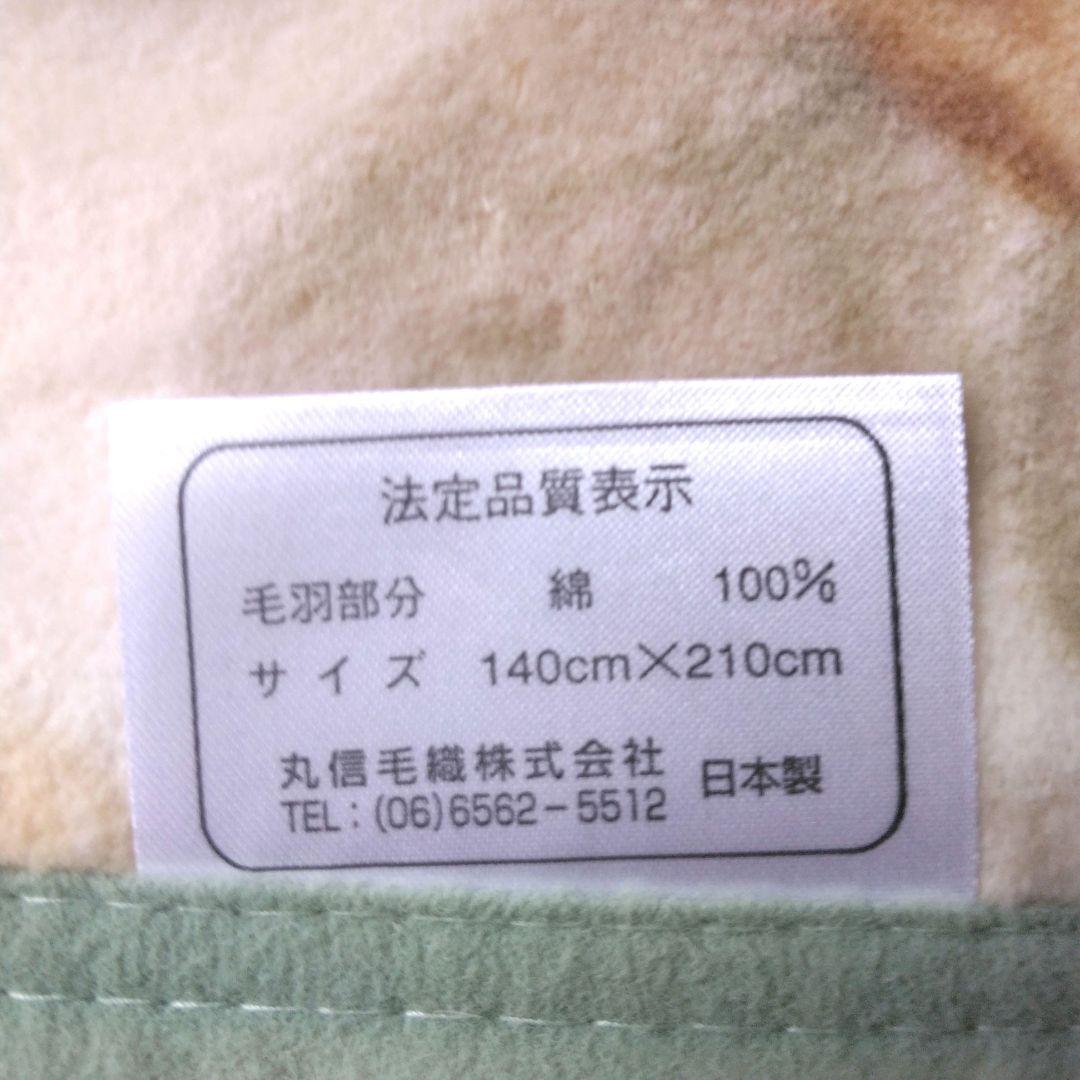 法定品質表示
毛羽部分 綿 100%
サイズ 140cm×210cm
丸信毛織株式会社 日本製
TEL：(06)6562-5512